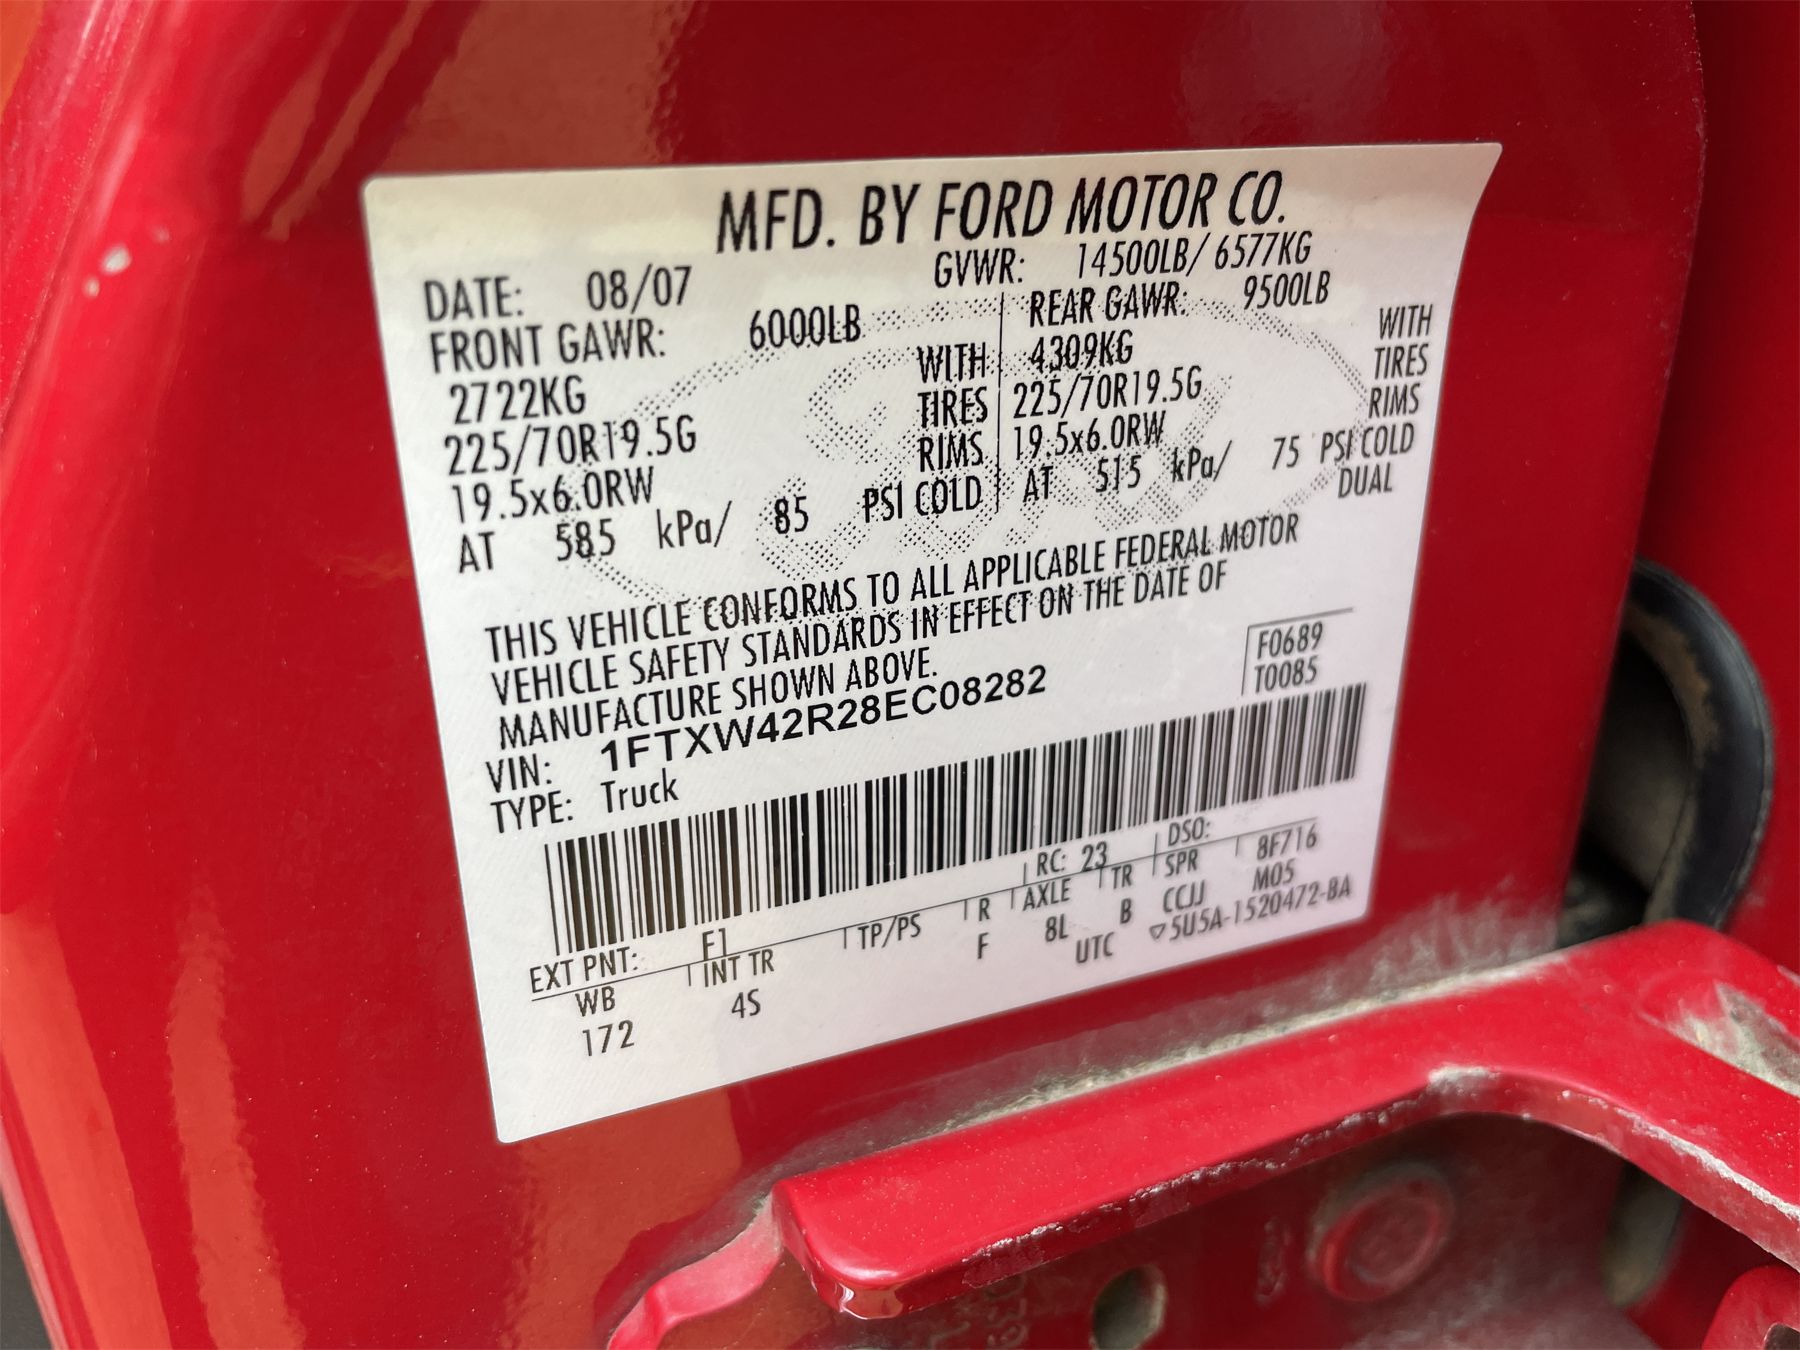 MFD. BY FORD MOTOR CO.
DATE: 08/07 GVWR: 14500LB/ 6577KG
FRONT GAWR: 6000LB REAR GAWR: 9500LB
2722KG WITH 4309KG WITH
225/70R19.5G TIRES 225/70R19.5G TIRES
19.5x6.0RW RIMS 19.5x6.0RW RIMS
AT 585 kPa/ 85 PSI COLD AT 515 kPa/ 75 PSI COLD
DUAL
THIS VEHICLE CONFORMS TO ALL APPLICABLE FEDERAL MOTOR
VEHICLE SAFETY STANDARDS IN EFFECT ON THE DATE OF
MANUFACTURE SHOWN ABOVE.
F0689
T0085
VIN: 1FTXW42R28EC08282
TYPE: Truck
EXT PNT: F1 RC: 23 DSO:
WB INT TR TP/PS R AXLE TR SPR 8F716
172 4S F 8L B CCJJ M05
UTC ▽5U5A-1520472-BA